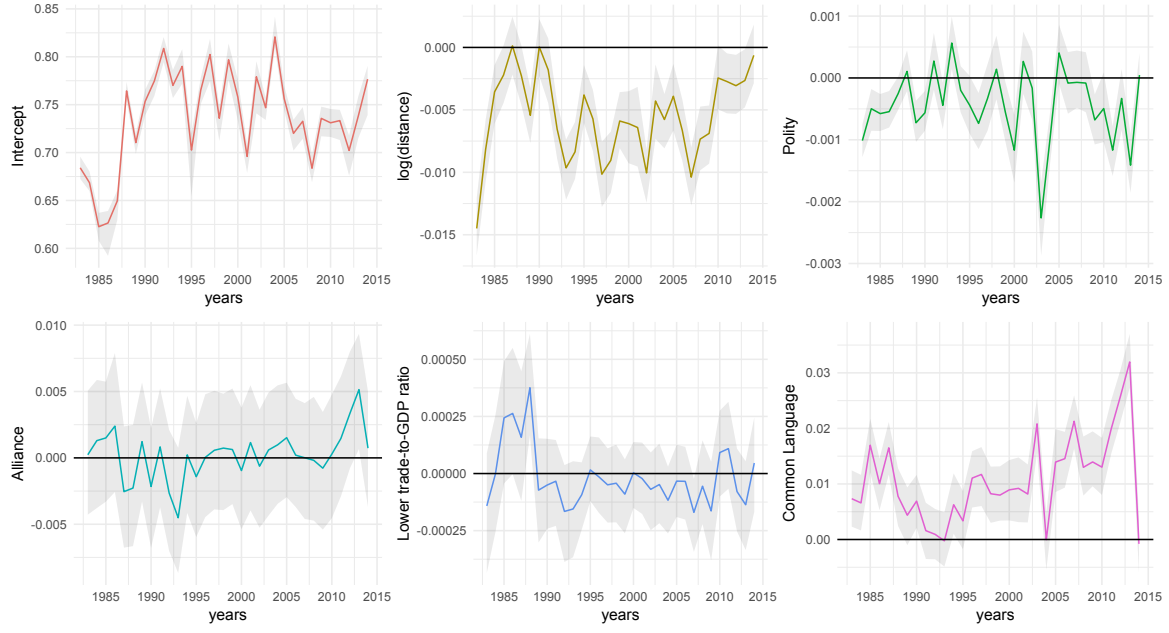 Intercept
0.85
0.80
0.75
0.70
0.65
0.60
1985 1990 1995 2000 2005 2010 2015
years
log(distance)
0.000
-0.005
-0.010
-0.015
1985 1990 1995 2000 2005 2010 2015
years
Polity
0.001
0.000
-0.001
-0.002
-0.003
1985 1990 1995 2000 2005 2010 2015
years
Alliance
0.010
0.005
0.000
-0.005
1985 1990 1995 2000 2005 2010 2015
years
Lower trade-to-GDP ratio
0.00050
0.00025
0.00000
-0.00025
1985 1990 1995 2000 2005 2010 2015
years
Common Language
0.03
0.02
0.01
0.00
1985 1990 1995 2000 2005 2010 2015
years